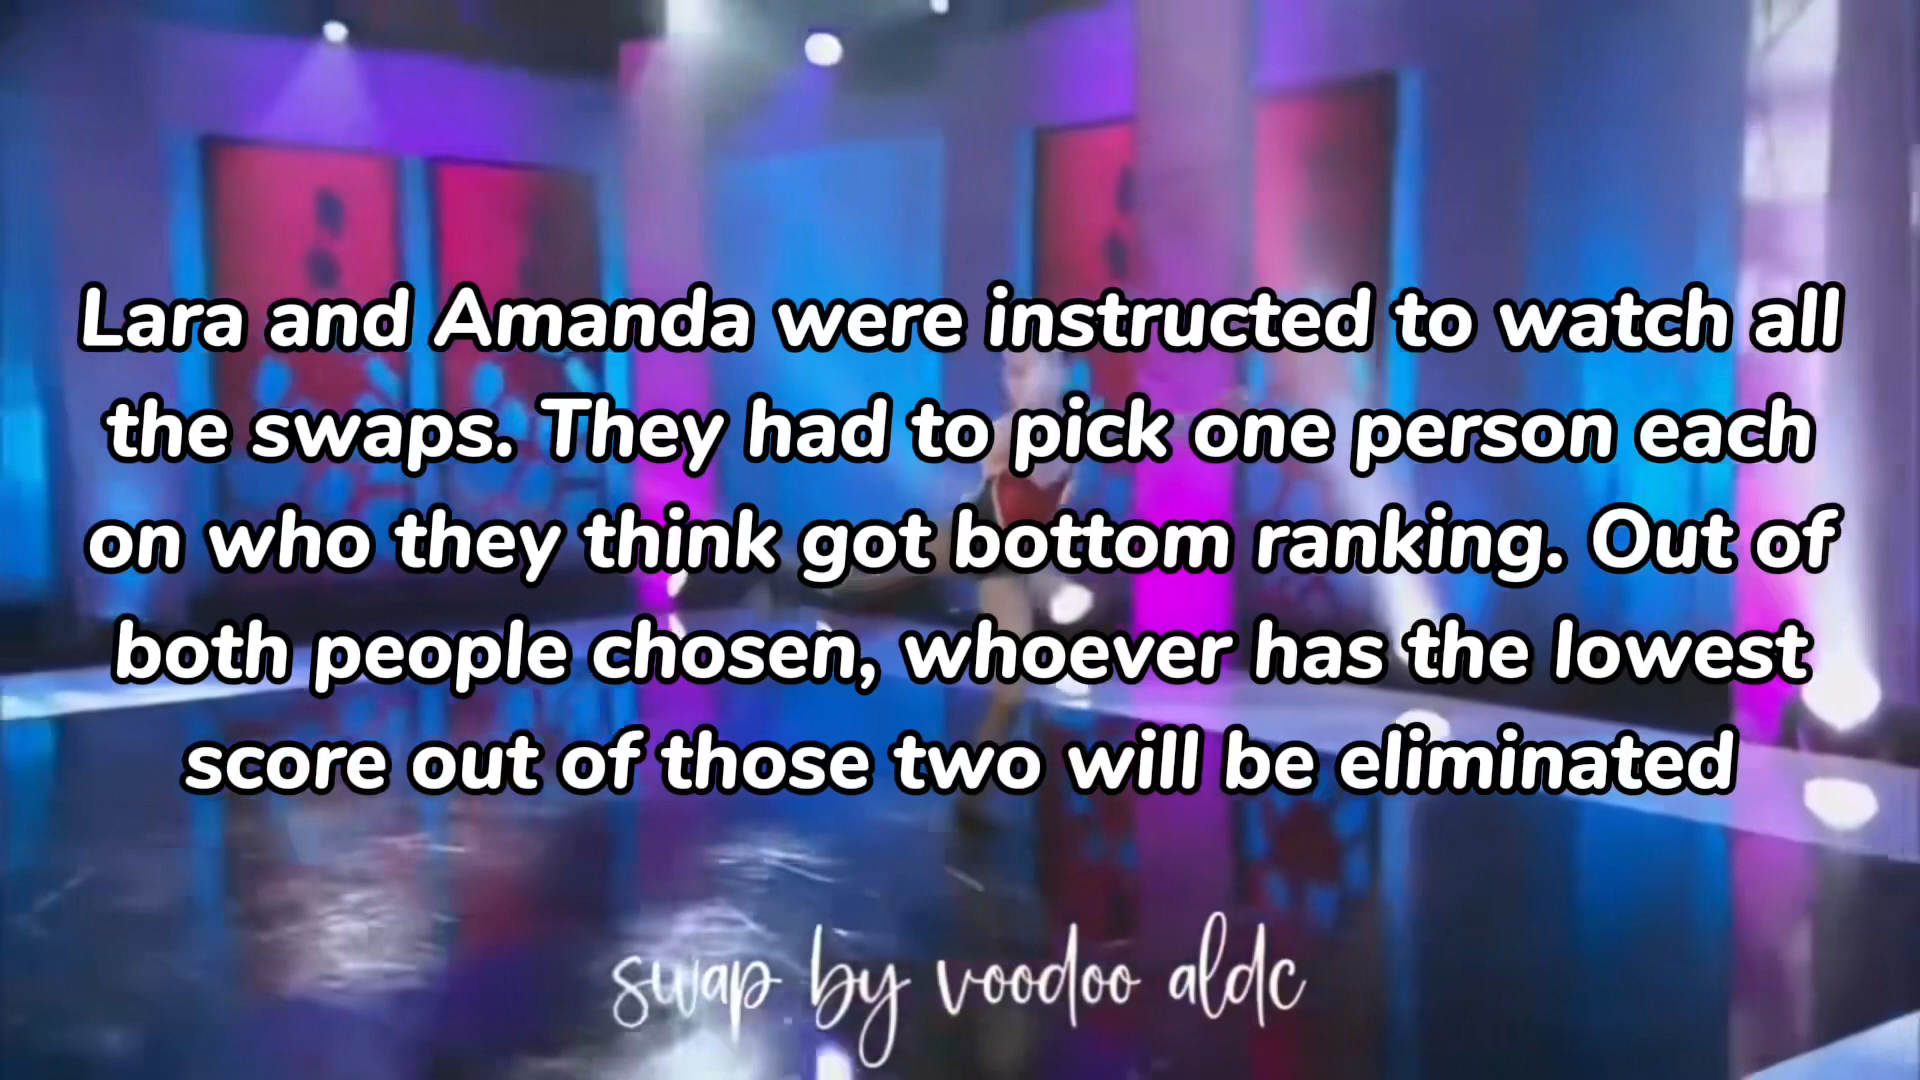 Lara and Amanda were instructed to watch all
the swaps. They had to pick one person each
on who they think got bottom ranking. Out of
both people chosen, whoever has the lowest
score out of those two will be eliminated
swap by voodoo aldc